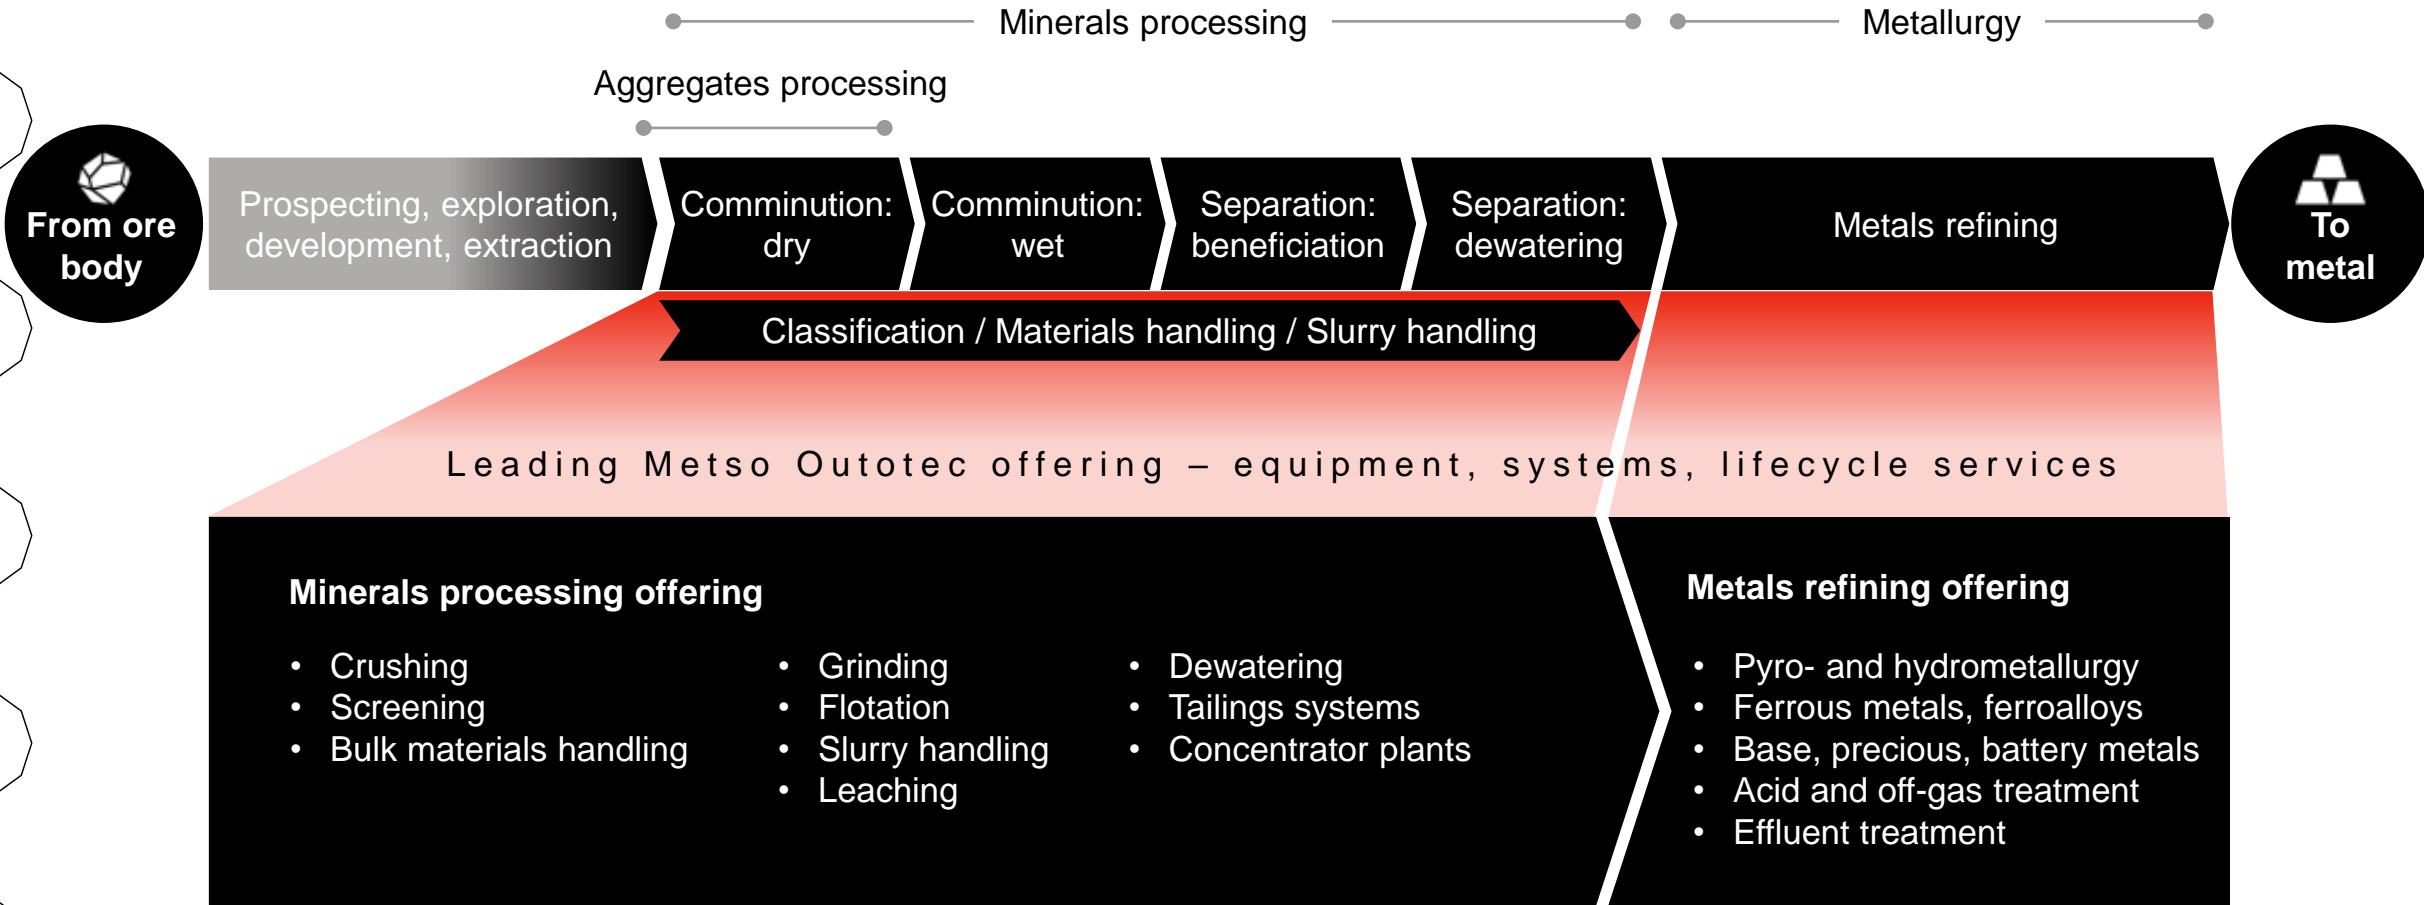 Minerals processing
Metallurgy
Aggregates processing
From ore
body
Prospecting, exploration,
development, extraction
Comminution:
dry
Comminution:
wet
Separation:
beneficiation
Separation:
dewatering
Metals refining
To
metal
Classification / Materials handling / Slurry handling
Leading Metso Outotec offering – equipment, systems, lifecycle services
Minerals processing offering
• Crushing
• Screening
• Bulk materials handling
• Grinding
• Flotation
• Slurry handling
• Leaching
• Dewatering
• Tailings systems
• Concentrator plants
Metals refining offering
• Pyro- and hydrometallurgy
• Ferrous metals, ferroalloys
• Base, precious, battery metals
• Acid and off-gas treatment
• Effluent treatment